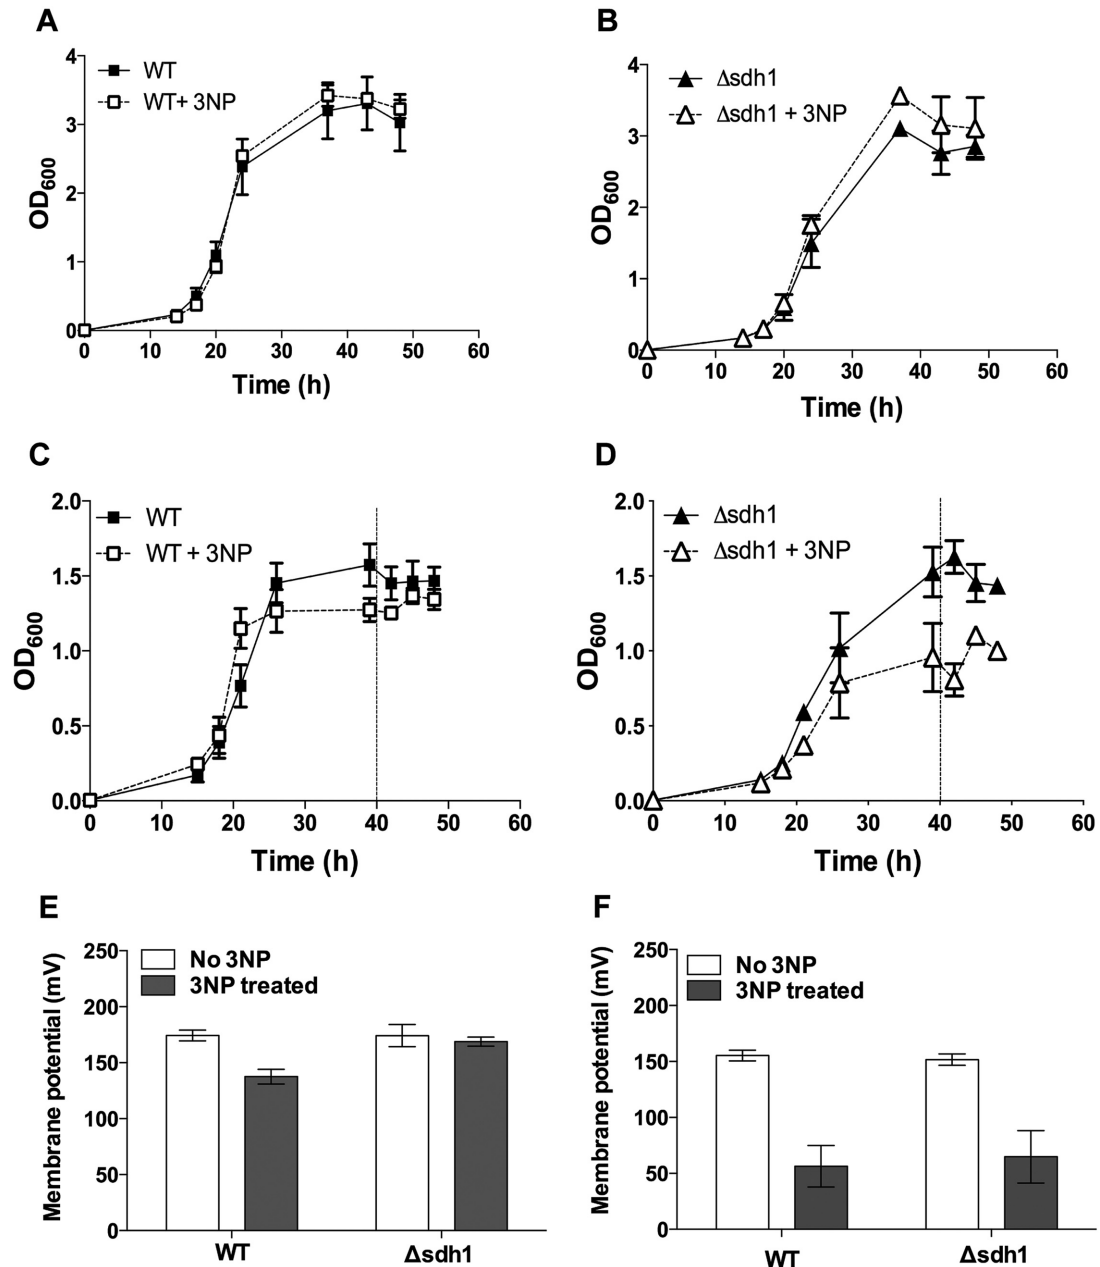 A
B
WT
WT+ 3NP
OD600
4
3
2
1
0
0 10 20 30 40 50 60
Time (h)
Δsdh1
Δsdh1 + 3NP
OD600
4
3
2
1
0
0 10 20 30 40 50 60
Time (h)
C
D
WT
WT + 3NP
OD600
2.0
1.5
1.0
0.5
0.0
0 10 20 30 40 50 60
Time (h)
Δsdh1
Δsdh1 + 3NP
OD600
2.0
1.5
1.0
0.5
0.0
0 10 20 30 40 50 60
Time (h)
E
F
No 3NP
3NP treated
Membrane potential (mV)
250
200
150
100
50
0
WT Δsdh1
No 3NP
3NP treated
Membrane potential (mV)
250
200
150
100
50
0
WT Δsdh1